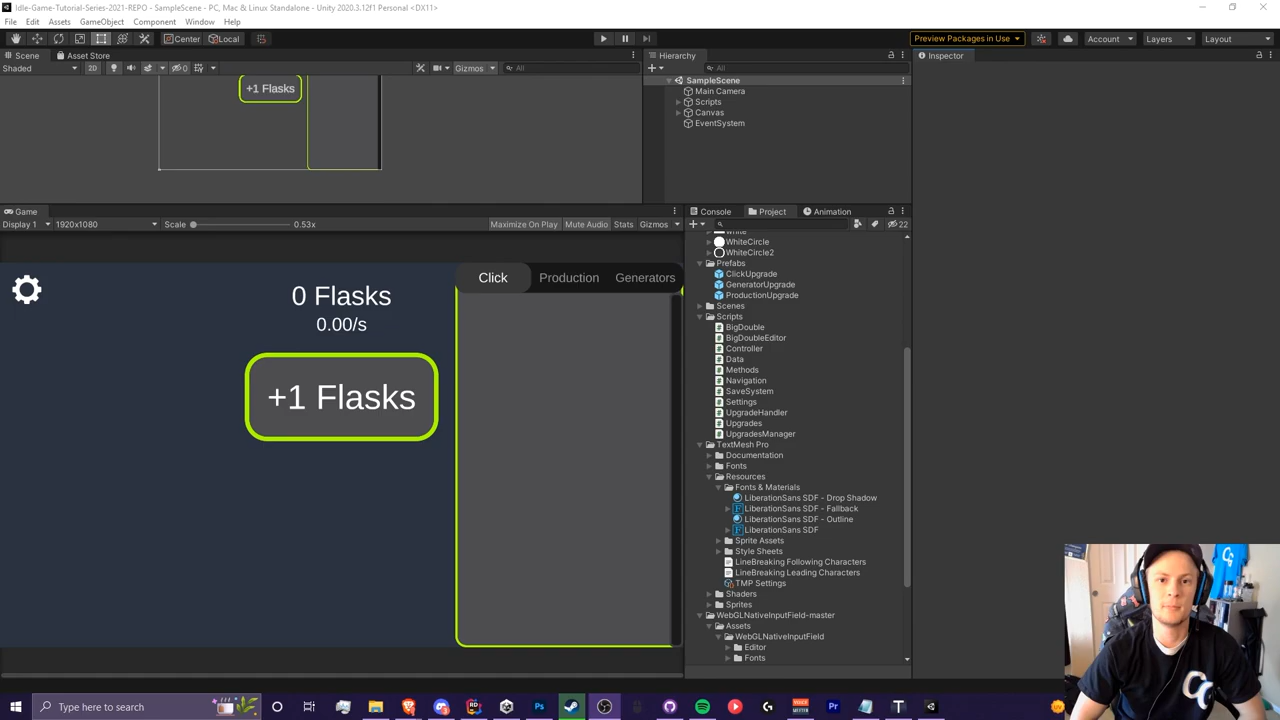 Idle-Game-Tutorial-Series-2021-REPO - SampleScene - PC, Mac & Linux Standalone - Unity 2020.3.12f1 Personal <DX11>
File Edit Assets GameObject Component Window Help
Center Local Preview Packages in Use Account Layers Layout
Scene Asset Store Hierarchy Inspector
Shaded 2D 0 Gizmos All All
SampleScene
+1 Flasks
Main Camera
Scripts
Canvas
EventSystem
Game Console Project Animation
Display 1 1920x1080 Scale 0.53x Maximize On Play Mute Audio Stats Gizmos 22
WhiteCircle
WhiteCircle2
Prefabs
ClickUpgrade
GeneratorUpgrade
ProductionUpgrade
Scenes
Scripts
BigDouble
BigDoubleEditor
Controller
Data
Methods
Navigation
SaveSystem
Settings
UpgradeHandler
Upgrades
UpgradesManager
TextMesh Pro
Documentation
Fonts
Resources
Fonts & Materials
LiberationSans SDF - Drop Shadow
LiberationSans SDF - Fallback
LiberationSans SDF - Outline
LiberationSans SDF
Sprite Assets
Style Sheets
LineBreaking Following Characters
LineBreaking Leading Characters
TMP Settings
Shaders
Sprites
WebGLNativeInputField-master
Assets
WebGLNativeInputField
Editor
Fonts
Click Production Generators
0 Flasks
0.00/s
+1 Flasks
Type here to search